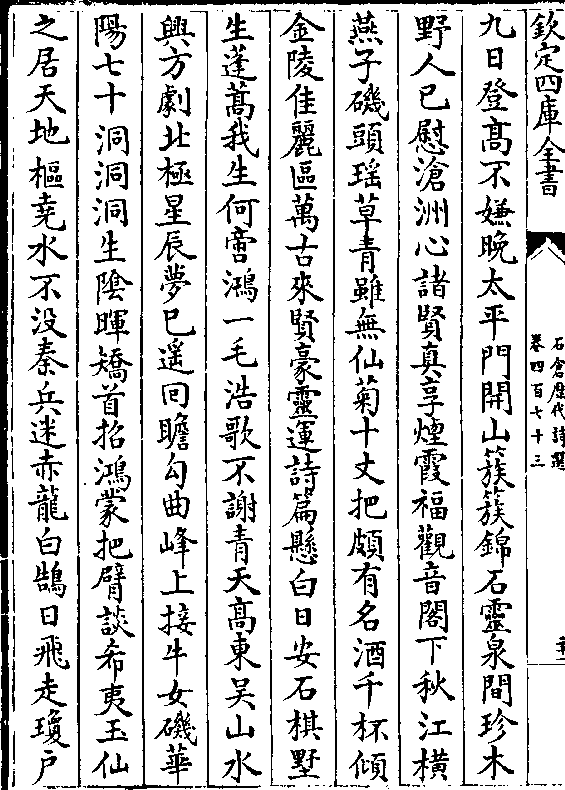 欽定四庫全書
石倉歴代詩選
卷四百七十三
九日登髙不嫌晚太平門開山簇簇錦石靈泉間珍木
野人已慰滄洲心諸賢真享煙霞福觀音閣下秋江横
燕子磯頭瑶草青雖無仙菊十丈把頗有名酒千杯傾
金陵佳麗區萬古來賢豪靈運詩篇懸白日安石棋墅
生蓬蒿我生何啻鴻一毛浩歌不謝青天高東吴山水
興方劇北極星辰夢已遥回瞻勾曲峰上接牛女磯華
陽七十洞洞洞生陰暉矯首招鴻蒙把臂談希夷玉仙
之居天地樞堯水不没秦兵迷赤龍白鵠日飛走瓊户